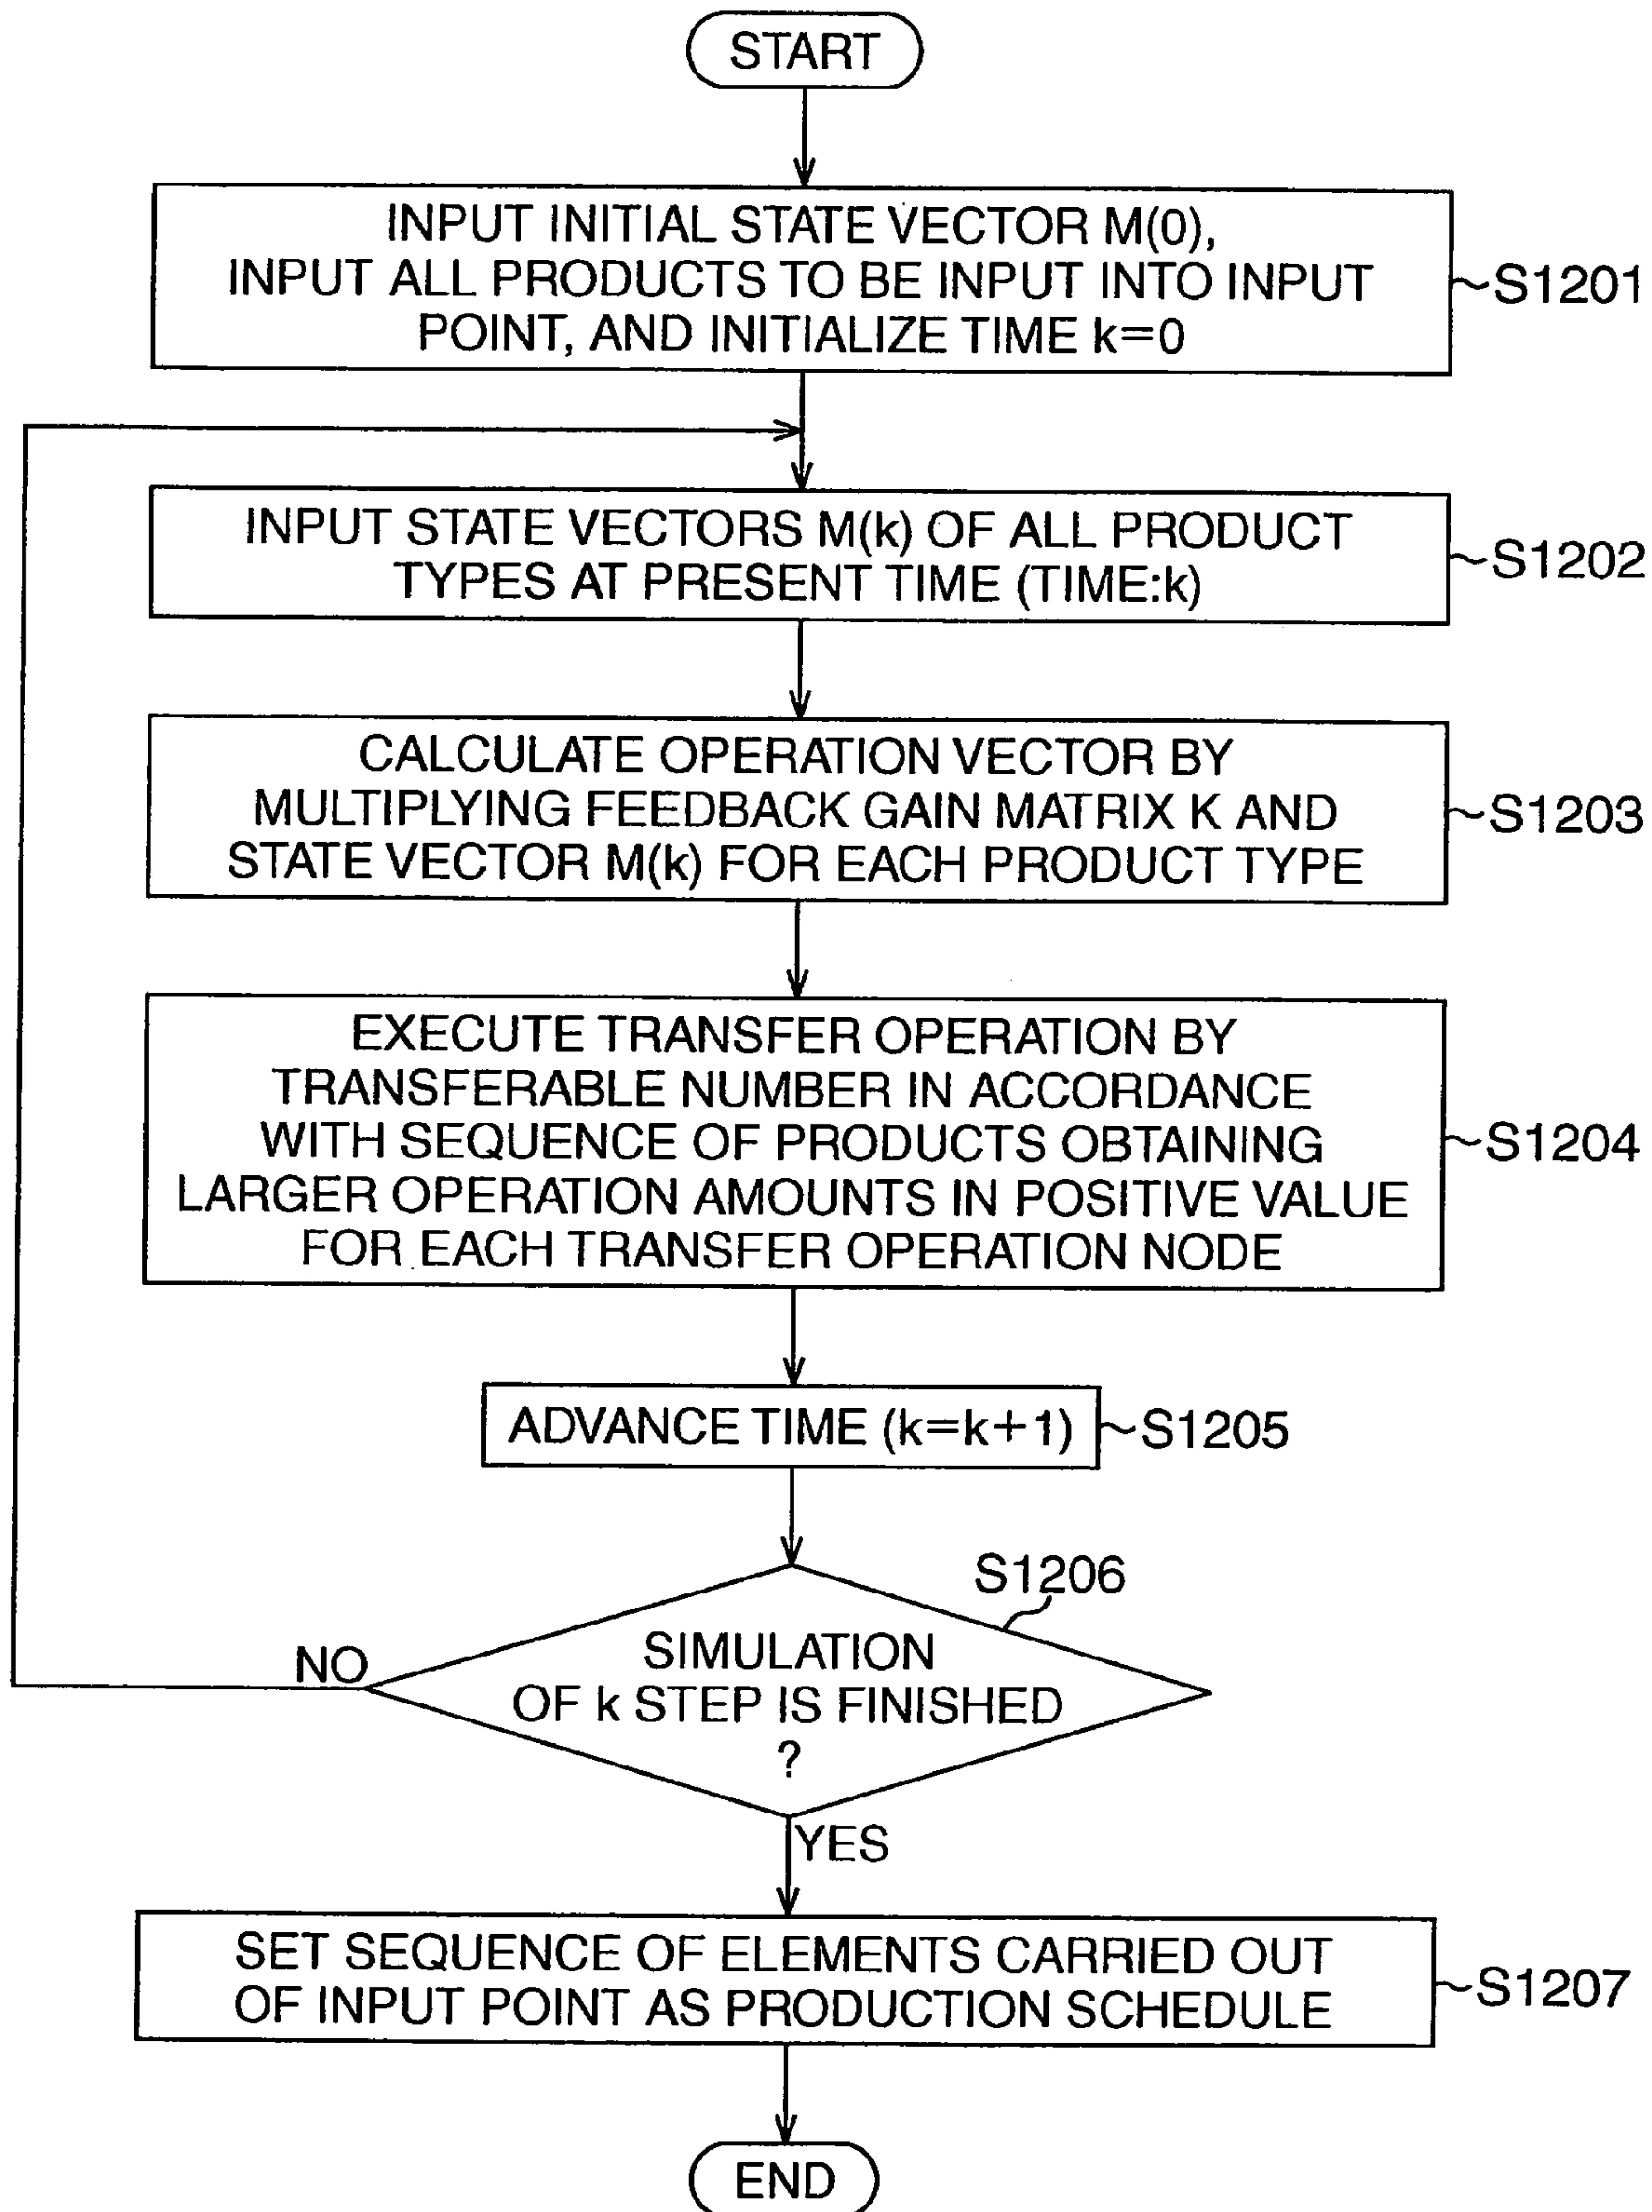 START
INPUT INITIAL STATE VECTOR M(0),
INPUT ALL PRODUCTS TO BE INPUT INTO INPUT
POINT, AND INITIALIZE TIME k=0
S1201
INPUT STATE VECTORS M(k) OF ALL PRODUCT
TYPES AT PRESENT TIME (TIME:k)
S1202
CALCULATE OPERATION VECTOR BY
MULTIPLYING FEEDBACK GAIN MATRIX K AND
STATE VECTOR M(k) FOR EACH PRODUCT TYPE
S1203
EXECUTE TRANSFER OPERATION BY
TRANSFERABLE NUMBER IN ACCORDANCE
WITH SEQUENCE OF PRODUCTS OBTAINING
LARGER OPERATION AMOUNTS IN POSITIVE VALUE
FOR EACH TRANSFER OPERATION NODE
S1204
ADVANCE TIME (k=k+1)
S1205
S1206
SIMULATION
OF k STEP IS FINISHED
?
NO
YES
SET SEQUENCE OF ELEMENTS CARRIED OUT
OF INPUT POINT AS PRODUCTION SCHEDULE
S1207
END